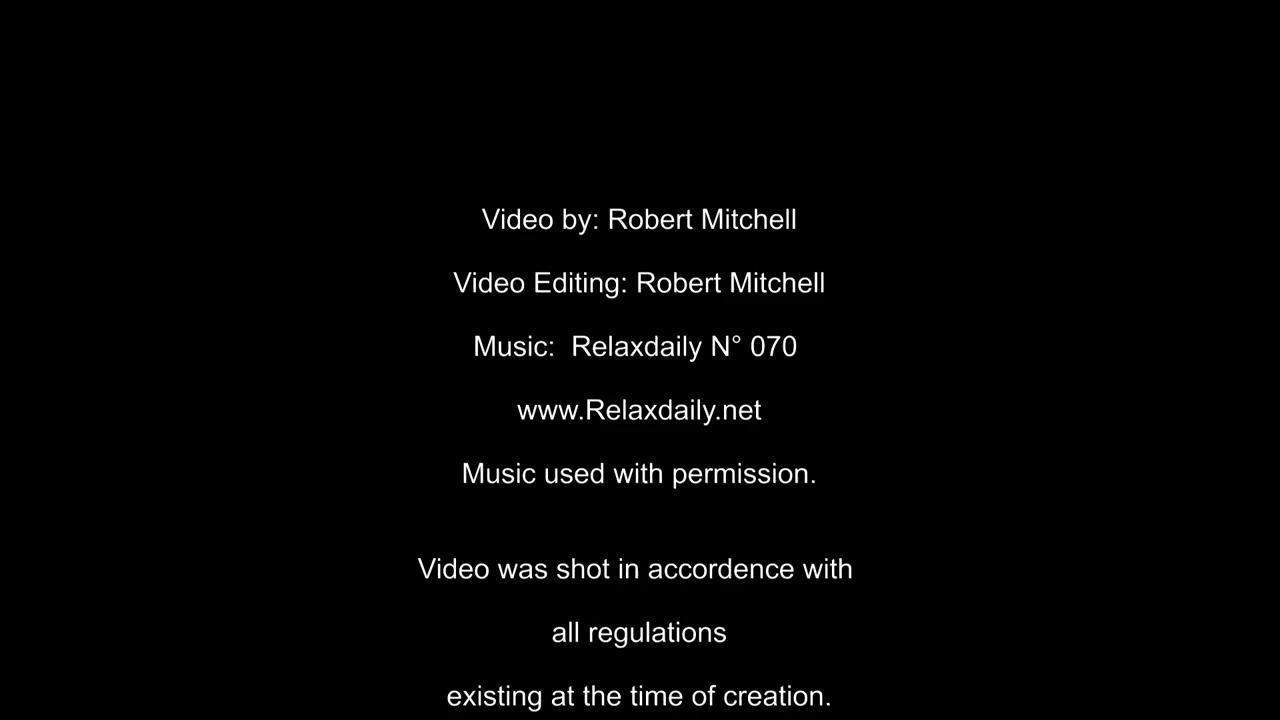 Video by: Robert Mitchell
Video Editing: Robert Mitchell
Music:  Relaxdaily N° 070
www.Relaxdaily.net
Music used with permission.
Video was shot in accordence with
all regulations
existing at the time of creation.